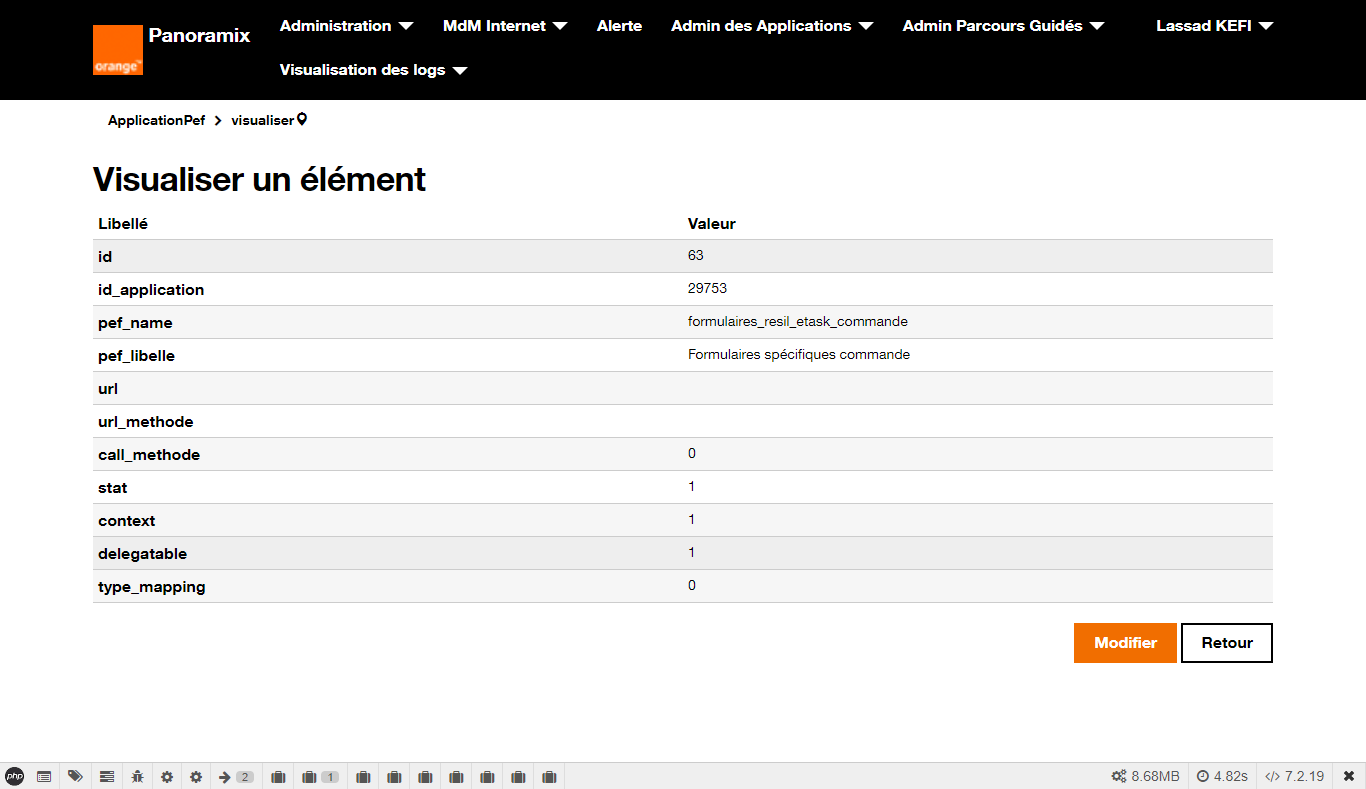 Panoramix
orange™
Administration MdM Internet Alerte Admin des Applications Admin Parcours Guidés Lassad KEFI
Visualisation des logs
ApplicationPef visualiser
Visualiser un élément
Libellé Valeur
id 63
id_application 29753
pef_name formulaires_resil_etask_commande
pef_libelle Formulaires spécifiques commande
url
url_methode
call_methode 0
stat 1
context 1
delegatable 1
type_mapping 0
Modifier Retour
php 2 1 8.68MB 4.82s </> 7.2.19